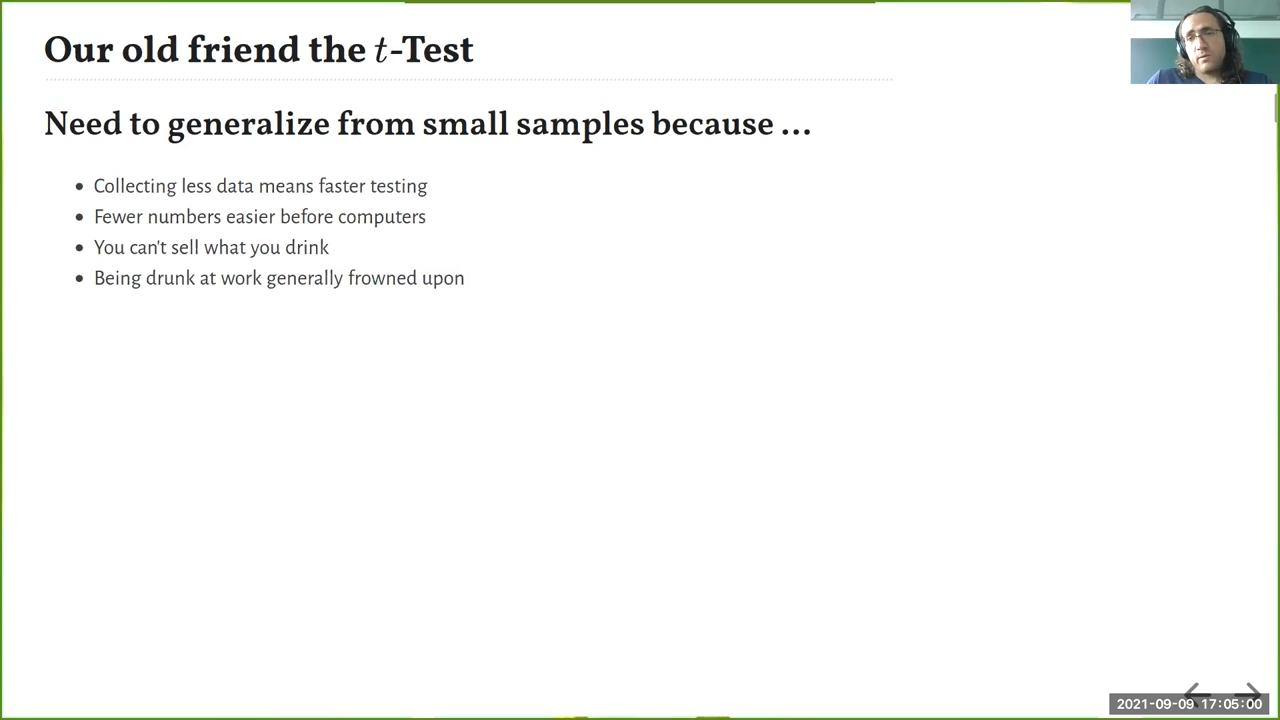 Our old friend the t-Test
Need to generalize from small samples because ...
• Collecting less data means faster testing
• Fewer numbers easier before computers
• You can't sell what you drink
• Being drunk at work generally frowned upon
2021-09-09 17:05:00